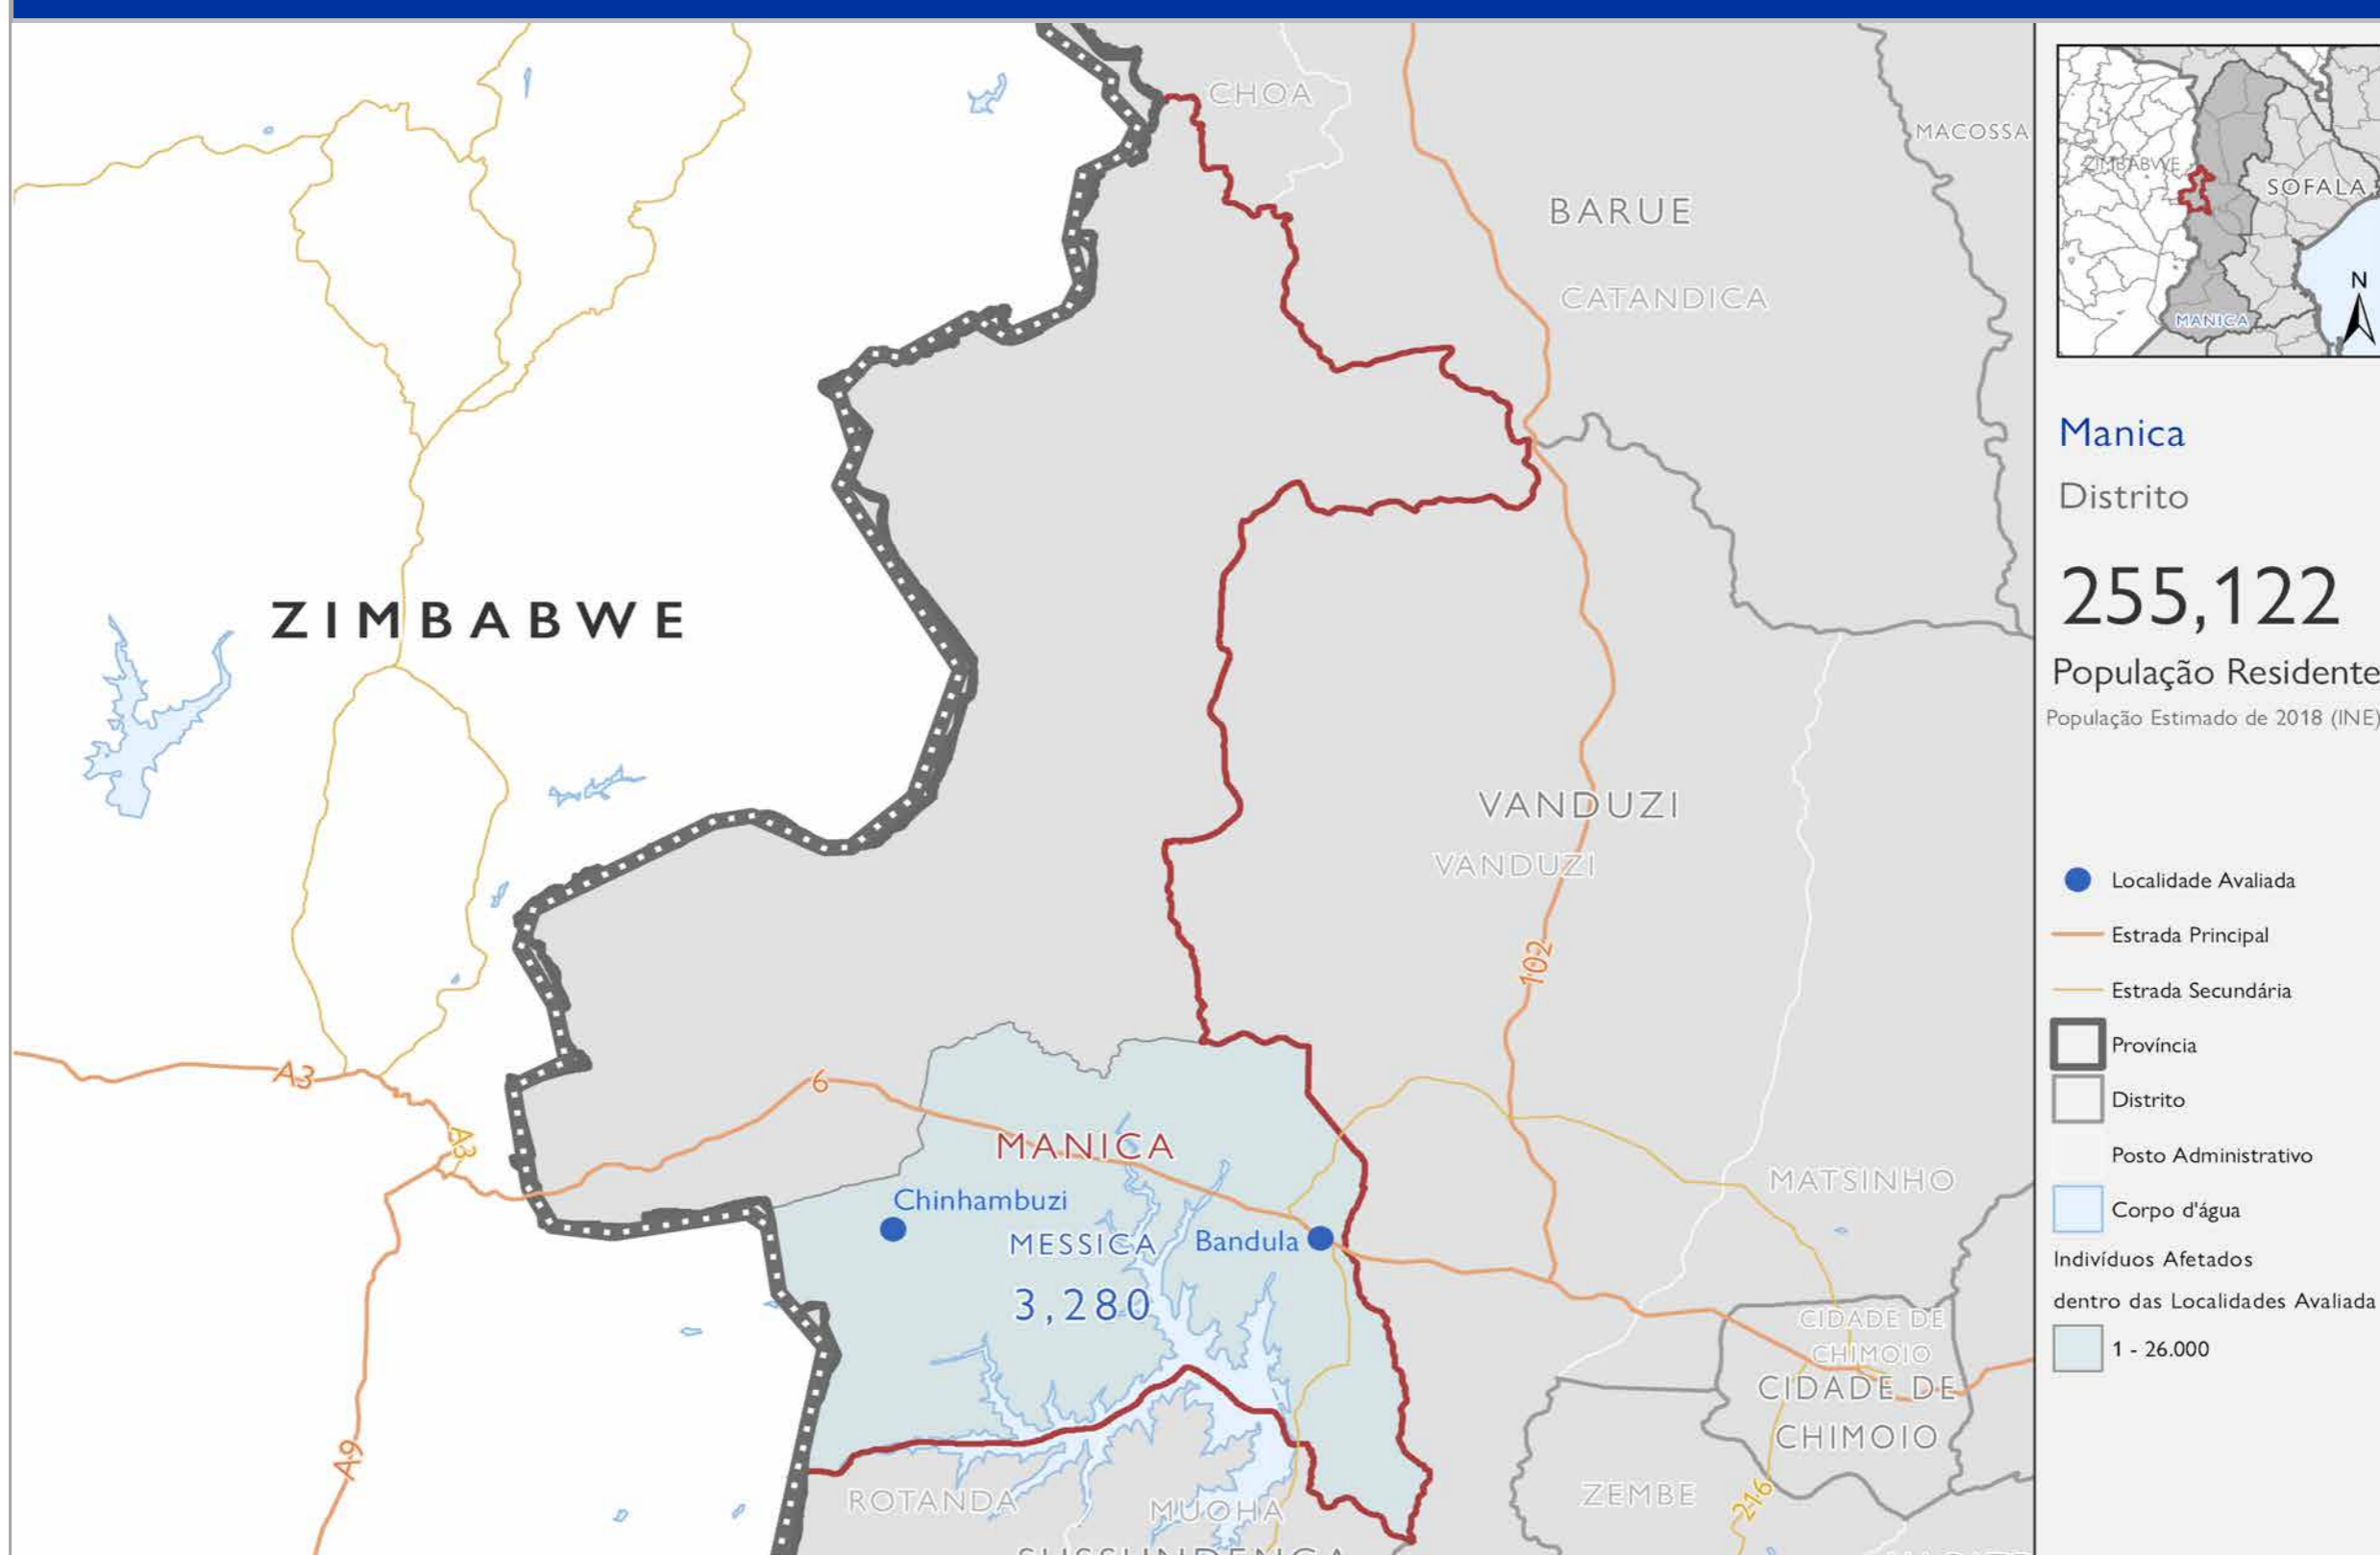 CHOA
MACOSSA
BARUE
CATANDICA
ZIMBABWE
VANDUZI
VANDUZI
102
A3
A3
6
MANICA
Chinhambuzi
MESSICA
Bandula
3,280
MATSINHO
CIDADE DE
CHIMOIO
CIDADE DE
CHIMOIO
A9
ROTANDA
MUOHA
ZEMBE
216
SUSSUNDENGA
ZIMBABWE
SOFALA
N
MANICA
Manica
Distrito
255,122
População Residente
População Estimado de 2018 (INE)
Localidade Avaliada
Estrada Principal
Estrada Secundária
Província
Distrito
Posto Administrativo
Corpo d'água
Indivíduos Afetados
dentro das Localidades Avaliada
1 - 26.000